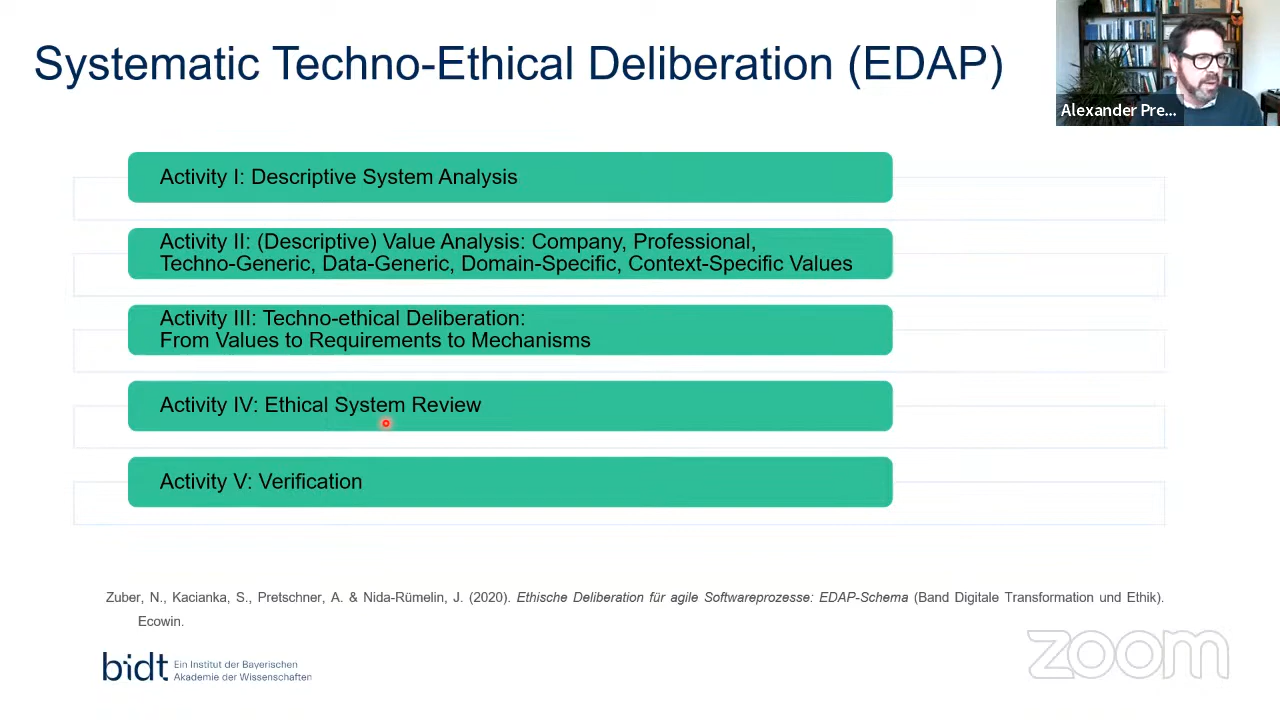 Systematic Techno-Ethical Deliberation (EDAP)
Alexander Pre...
Activity I: Descriptive System Analysis
Activity II: (Descriptive) Value Analysis: Company, Professional,
Techno-Generic, Data-Generic, Domain-Specific, Context-Specific Values
Activity III: Techno-ethical Deliberation:
From Values to Requirements to Mechanisms
Activity IV: Ethical System Review
Activity V: Verification
Zuber, N., Kacianka, S., Pretschner, A. & Nida-Rümelin, J. (2020). Ethische Deliberation für agile Softwareprozesse: EDAP-Schema (Band Digitale Transformation und Ethik).
Ecowin.
bidt Ein Institut der Bayerischen
Akademie der Wissenschaften
zoom